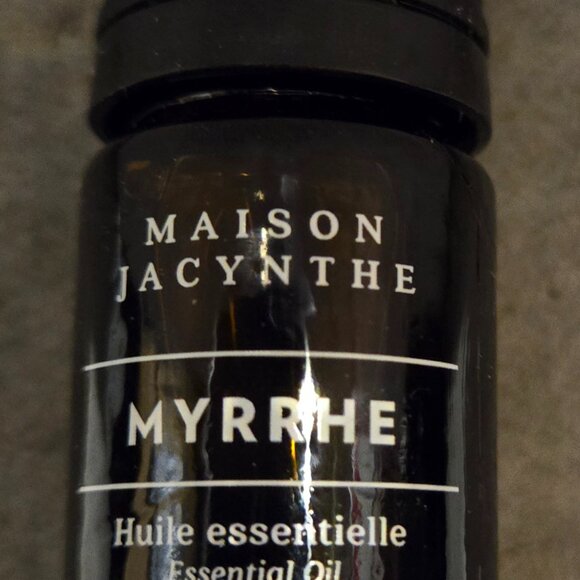 MAISON
JACYNTHE
MYRRHE
Huile essentielle
Essential Oil